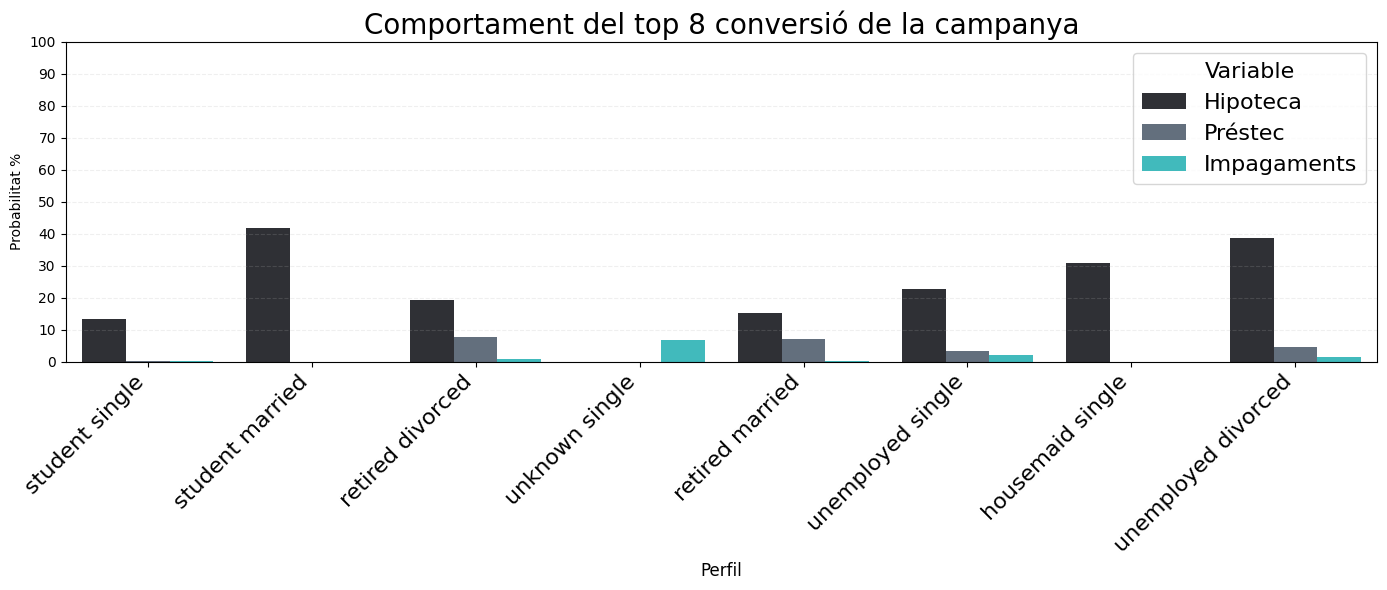 Comportament del top 8 conversió de la campanya
Probabilitat %
100
90
80
70
60
50
40
30
20
10
0
Variable
Hipoteca
Préstec
Impagaments
student single
student married
retired divorced
unknown single
retired married
unemployed single
housemaid single
unemployed divorced
Perfil